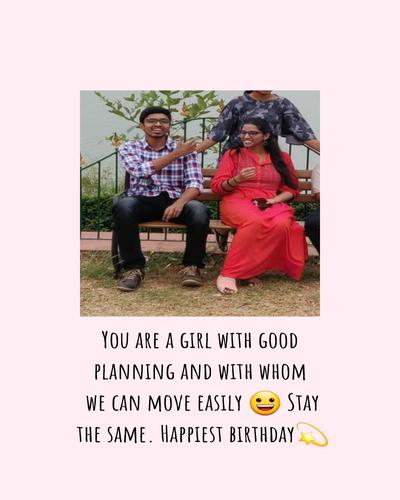 You are a girl with good
planning and with whom
we can move easily 😀 Stay
the same. Happiest birthday💫